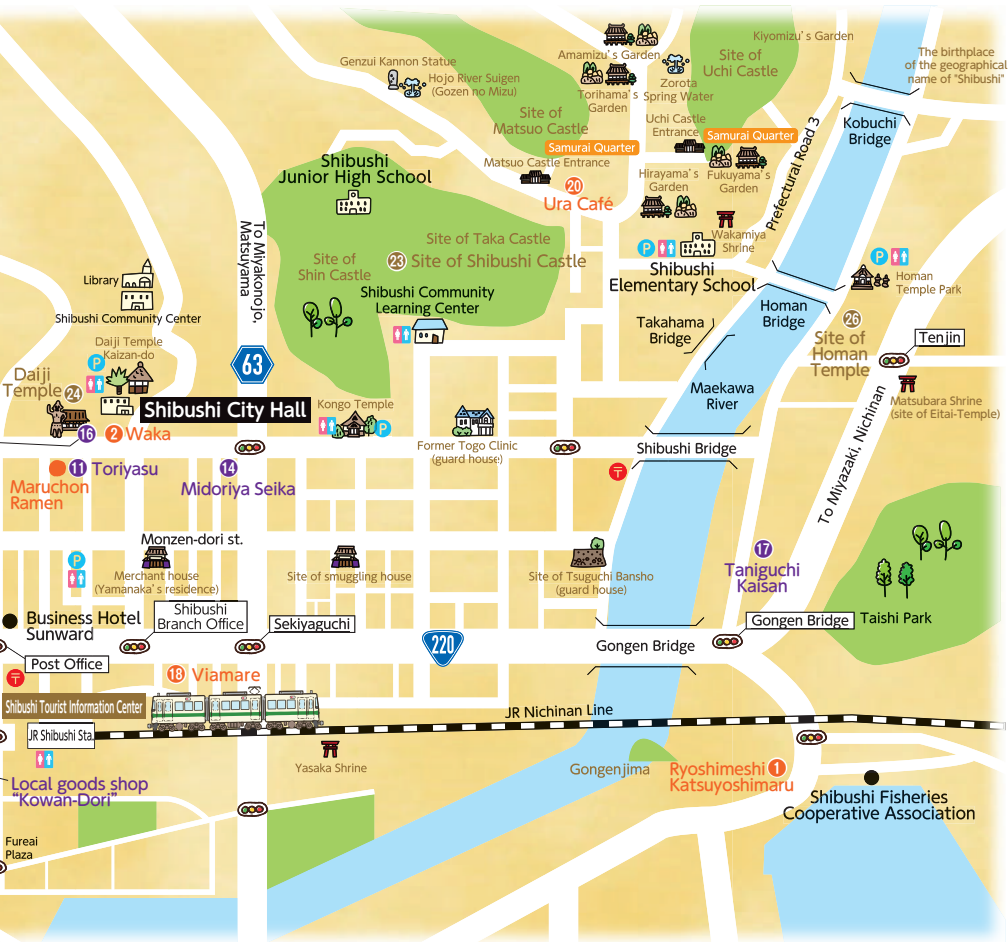 Kiyomizu's Garden
Amamizu's Garden
The birthplace
of the geographical
name of "Shibushi"
Genzui Kannon Statue
Hojo River Suigen
(Gozen no Mizu)
Site of
Uchi Castle
Zorota
Spring Water
Torihama's
Garden
Site of
Matsuo Castle
Uchi Castle
Entrance
Samurai Quarter
Samurai Quarter
Kobuchi
Bridge
Prefectural Road 3
Matsuo Castle Entrance
20
Ura Café
Hirayama's
Garden
Fukuyama's
Garden
Wakamiya
Shrine
Shibushi
Junior High School
To Miyakonojo,
Matsuyama
Site of Taka Castle
Site of
Shin Castle
23 Site of Shibushi Castle
P
Shibushi
Elementary School
P
Homan
Temple Park
Library
Shibushi Community Center
Shibushi Community
Learning Center
Homan
Bridge
Takahama
Bridge
26
Site of
Homan
Temple
Tenjin
Daiji Temple
Kaizan-do
P
63
Daiji
Temple 24
Maekawa
River
Matsubara Shrine
(site of Eitai-Temple)
Shibushi City Hall
Kongo Temple
P
16
2 Waka
Former Togo Clinic
(guard house)
Shibushi Bridge
To Miyazaki, Nichinan
11 Toriyasu
Maruchon
Ramen
14
Midoriya Seika
〒
Monzen-dori st.
P
Merchant house
(Yamanaka's residence)
Site of smuggling house
Site of Tsuguchi Bansho
(guard house)
17
Taniguchi
Kaisan
Business Hotel
Sunward
Shibushi
Branch Office
Sekiyaguchi
220
Gongen Bridge
Gongen Bridge
Taishi Park
Post Office
〒
18 Viamare
Shibushi Tourist Information Center
JR Shibushi Sta.
JR Nichinan Line
Yasaka Shrine
Gongenjima
Ryoshimeshi 1
Katsuyoshimaru
Local goods shop
"Kowan-Dori"
Shibushi Fisheries
Cooperative Association
Fureai
Plaza